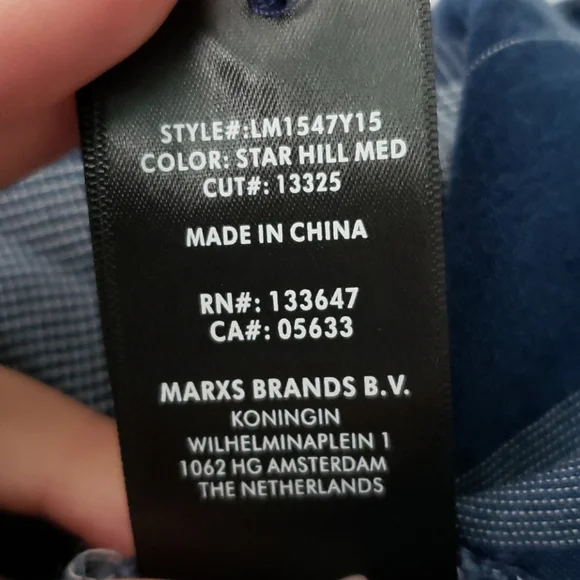 STYLE#:LM1547Y15
COLOR: STAR HILL MED
CUT#: 13325
MADE IN CHINA
RN#: 133647
CA#: 05633
MARXS BRANDS B.V.
KONINGIN
WILHELMINAPLEIN 1
1062 HG AMSTERDAM
THE NETHERLANDS